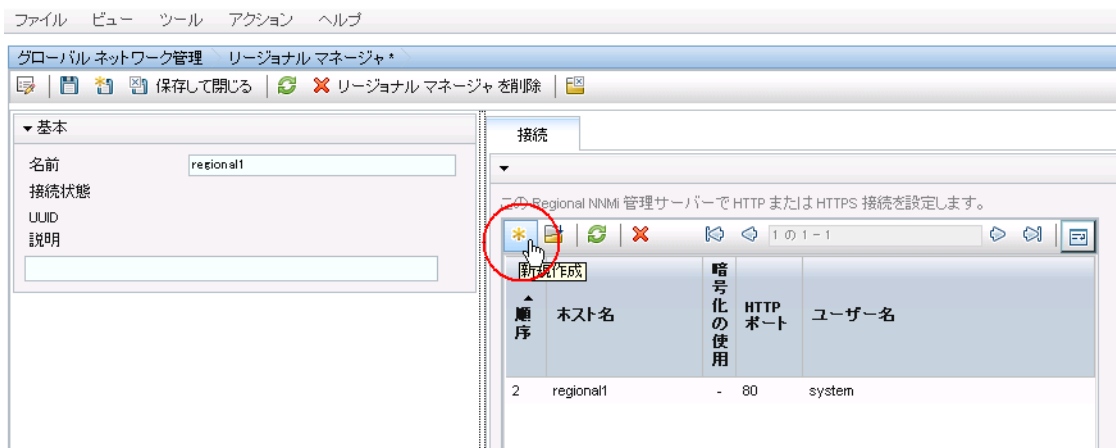 ファイル ビュー ツール アクション ヘルプ
グローバル ネットワーク管理 リージョナル マネージャ *
保存して閉じる リージョナル マネージャ を削除
▼基本
名前 regional1
接続状態
UUID
説明
接続
この Regional NNMi 管理サーバーで HTTP または HTTPS 接続を設定します。
1 の 1 - 1
新規作成
順序 ホスト名 暗号化の使用 HTTP ポート ユーザー名
2 regional1 - 80 system